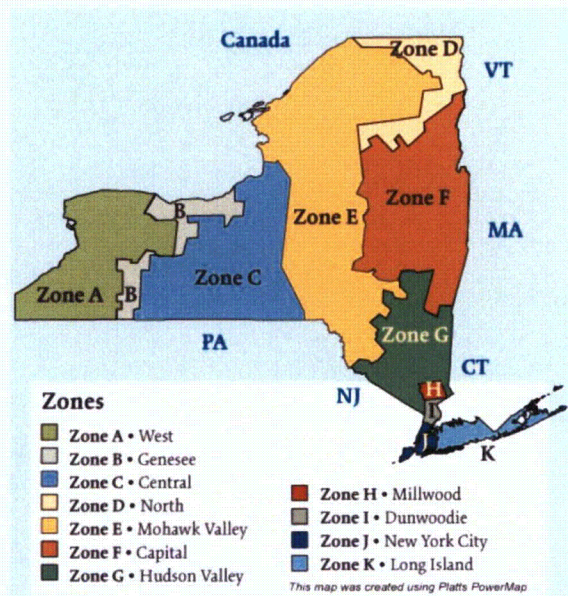 Canada
Zone D
VT
B
Zone F
Zone E
MA
Zone C
Zone A
B
Zone G
PA
CT
NJ
H
I
J
K
Zones
Zone A • West
Zone B • Genesee
Zone C • Central
Zone D • North
Zone E • Mohawk Valley
Zone F • Capital
Zone G • Hudson Valley
Zone H • Millwood
Zone I • Dunwoodie
Zone J • New York City
Zone K • Long Island
This map was created using Platts PowerMap